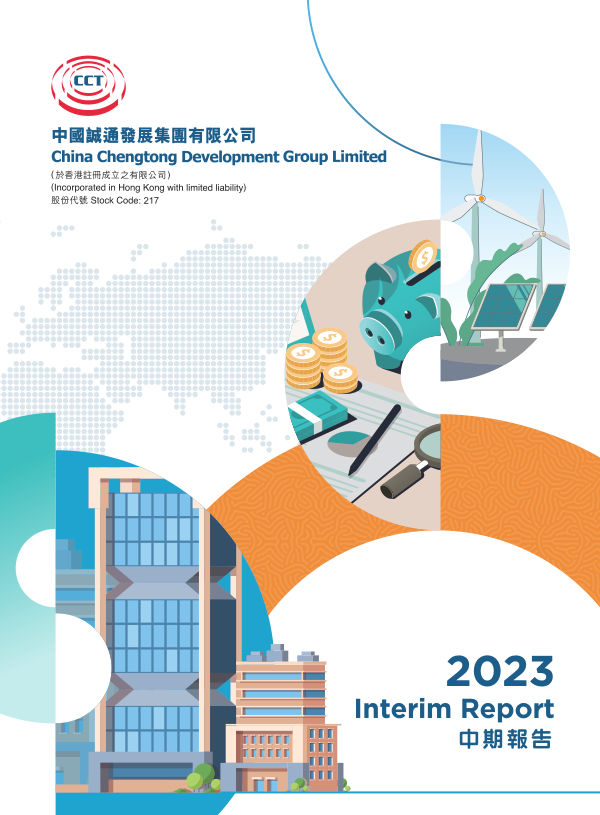 CCT
中國誠通發展集團有限公司
China Chengtong Development Group Limited
(於香港註冊成立之有限公司)
(Incorporated in Hong Kong with limited liability)
股份代號 Stock Code: 217
2023
Interim Report
中期報告